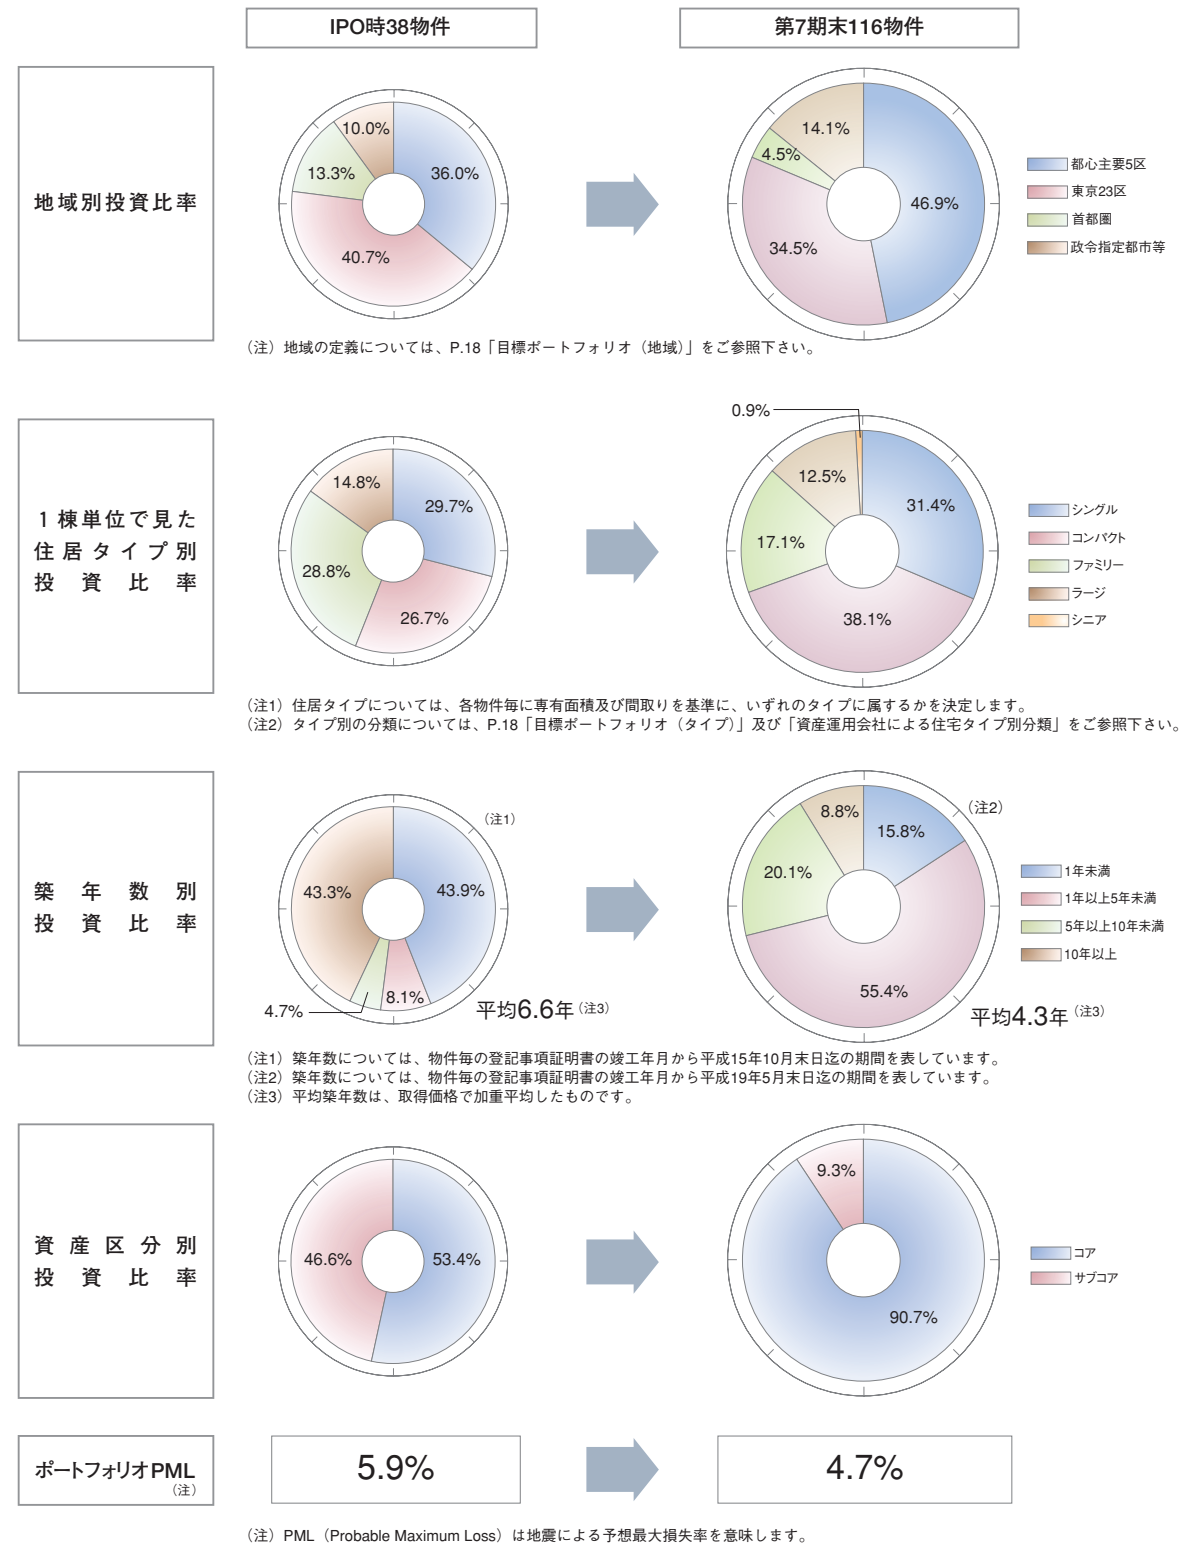 IPO時38物件
第7期末116物件
地域別投資比率
36.0%
40.7%
13.3%
10.0%
46.9%
34.5%
4.5%
14.1%
都心主要5区
東京23区
首都圏
政令指定都市等
（注）地域の定義については、P.18「目標ポートフォリオ（地域）」をご参照下さい。
1棟単位で見た
住居タイプ別
投資比率
29.7%
26.7%
28.8%
14.8%
0.9%
31.4%
38.1%
17.1%
12.5%
シングル
コンパクト
ファミリー
ラージ
シニア
（注1）住居タイプについては、各物件毎に専有面積及び間取りを基準に、いずれのタイプに属するかを決定します。
（注2）タイプ別の分類については、P.18「目標ポートフォリオ（タイプ）」及び「資産運用会社による住宅タイプ別分類」をご参照下さい。
築年数別
投資比率
（注1）
43.9%
8.1%
4.7%
43.3%
平均6.6年（注3）
（注2）
15.8%
55.4%
20.1%
8.8%
平均4.3年（注3）
1年未満
1年以上5年未満
5年以上10年未満
10年以上
（注1）築年数については、物件毎の登記事項証明書の竣工年月から平成15年10月末日迄の期間を表しています。
（注2）築年数については、物件毎の登記事項証明書の竣工年月から平成19年5月末日迄の期間を表しています。
（注3）平均築年数は、取得価格で加重平均したものです。
資産区分別
投資比率
53.4%
46.6%
9.3%
90.7%
コア
サブコア
ポートフォリオPML
（注）
5.9%
4.7%
（注）PML（Probable Maximum Loss）は地震による予想最大損失率を意味します。